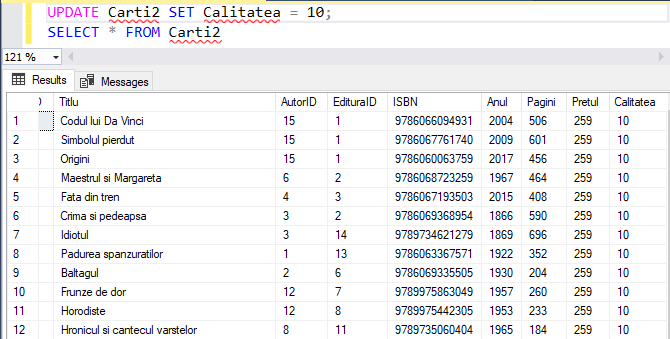 UPDATE Carti2 SET Calitatea = 10;
SELECT * FROM Carti2
121 %
Results Messages
Titlu AutorID EdituraID ISBN Anul Pagini Pretul Calitatea
1 Codul lui Da Vinci 15 1 9786066094931 2004 506 259 10
2 Simbolul pierdut 15 1 9786067761740 2009 601 259 10
3 Origini 15 1 9786060063759 2017 456 259 10
4 Maestrul si Margareta 6 2 9786068723259 1967 464 259 10
5 Fata din tren 4 3 9786067193503 2015 408 259 10
6 Crima si pedeapsa 3 2 9786069368954 1866 590 259 10
7 Idiotul 3 14 9789734621279 1869 696 259 10
8 Padurea spanzuratilor 1 13 9786063367571 1922 352 259 10
9 Baltagul 2 6 9786069335505 1930 204 259 10
10 Frunze de dor 12 7 9789975863049 1957 260 259 10
11 Horodiste 12 8 9789975442305 1953 233 259 10
12 Hronicul si cantecul varstelor 8 11 9789735060404 1965 184 259 10